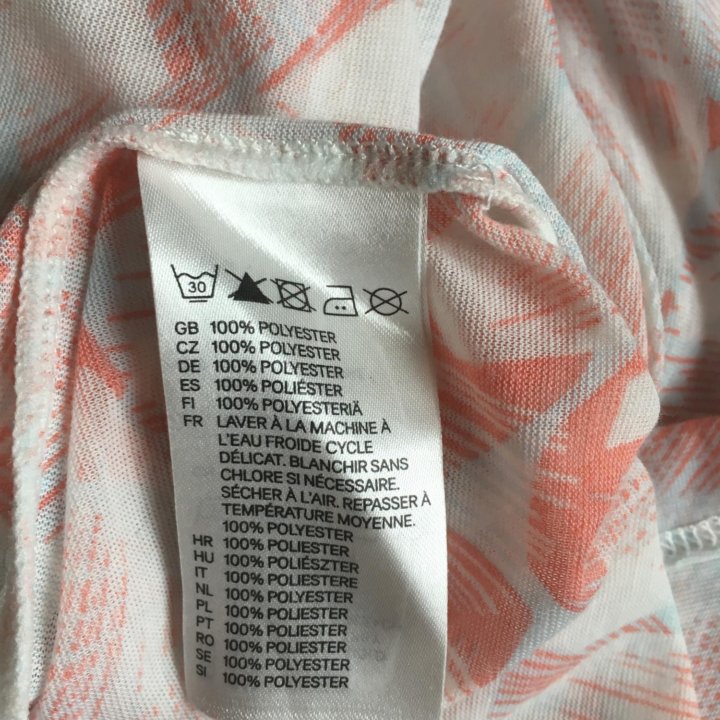 30
GB 100% POLYESTER
CZ 100% POLYESTER
DE 100% POLYESTER
ES 100% POLIÉSTER
FI 100% POLYESTERIÄ
FR LAVER À LA MACHINE À
L'EAU FROIDE CYCLE
DÉLICAT. BLANCHIR SANS
CHLORE SI NÉCESSAIRE.
SÉCHER À L'AIR. REPASSER À
TEMPÉRATURE MOYENNE.
100% POLYESTER
HR 100% POLIESTER
HU 100% POLIÉSZTER
IT 100% POLIESTERE
NL 100% POLYESTER
PL 100% POLIESTER
PT 100% POLIÉSTER
RO 100% POLIESTER
SE 100% POLYESTER
SI 100% POLYESTER